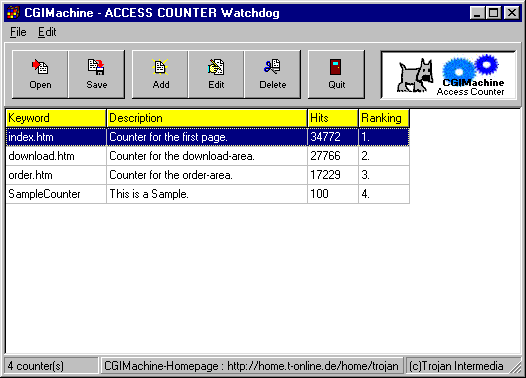 CGIMachine - ACCESS COUNTER Watchdog
File Edit
Open Save Add Edit Delete Quit
CGIMachine
Access Counter
Keyword Description Hits Ranking
index.htm Counter for the first page. 34772 1.
download.htm Counter for the download-area. 27766 2.
order.htm Counter for the order-area. 17229 3.
SampleCounter This is a Sample. 100 4.
4 counter(s) CGIMachine-Homepage : http://home.t-online.de/home/trojan (c)Trojan Intermedia